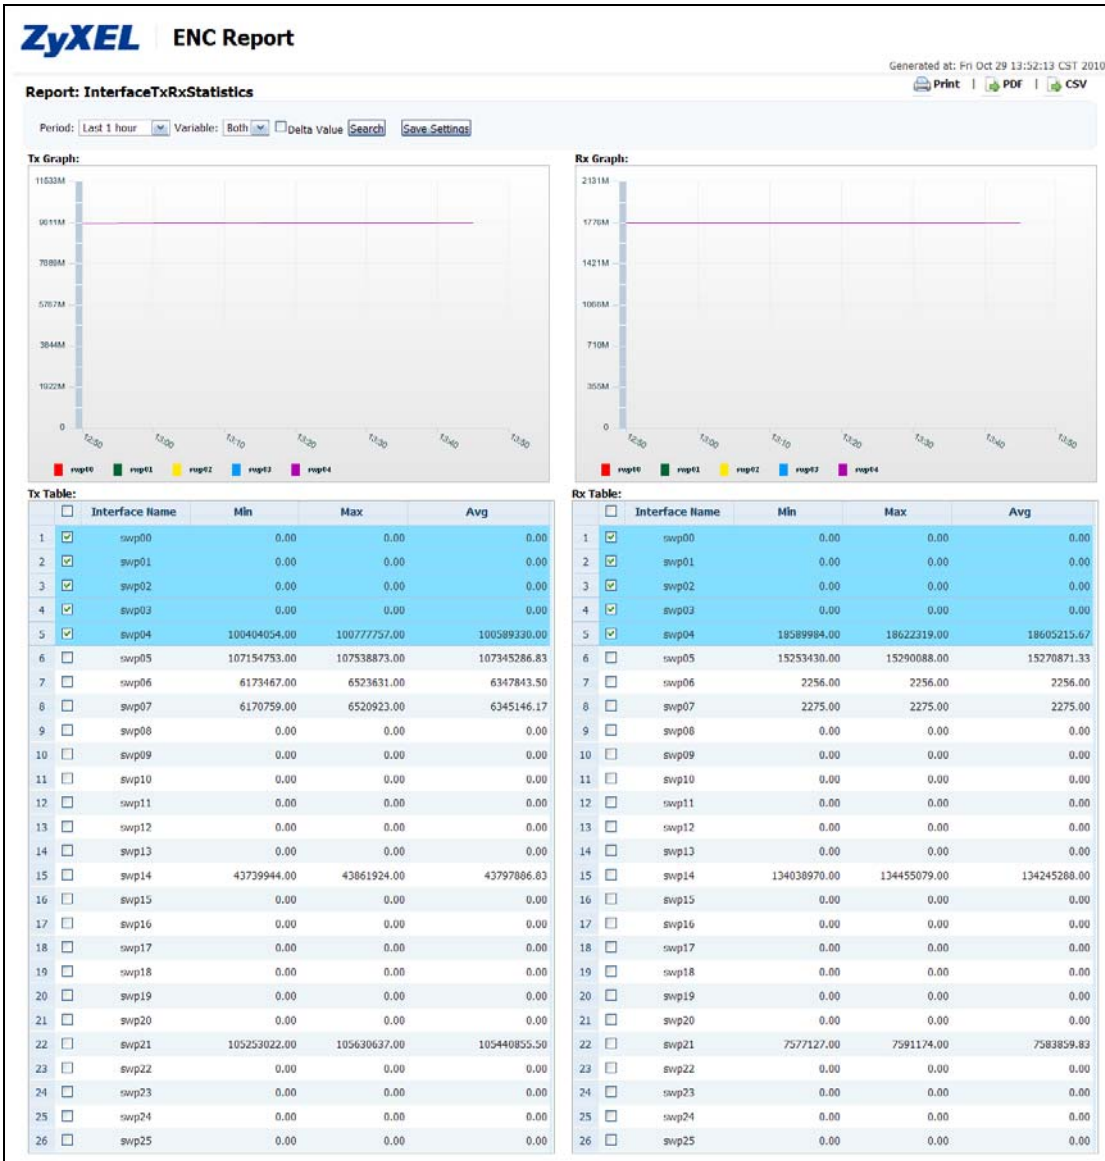 ZyXEL ENC Report
Generated at: Fri Oct 29 13:52:13 CST 2010
Report: InterfaceTxRxStatistics
Print | PDF | CSV
Period: Last 1 hour Variable: Both Delta Value Search Save Settings
Tx Graph:
11533M
9611M
7689M
5767M
3844M
1922M
0
12:50 13:00 13:10 13:20 13:30 13:40 13:50
swp00 swp01 swp02 swp03 swp04
Rx Graph:
2131M
1776M
1421M
1066M
710M
355M
0
12:50 13:00 13:10 13:20 13:30 13:40 13:50
swp00 swp01 swp02 swp03 swp04
Tx Table:
Interface Name Min Max Avg
1 swp00 0.00 0.00 0.00
2 swp01 0.00 0.00 0.00
3 swp02 0.00 0.00 0.00
4 swp03 0.00 0.00 0.00
5 swp04 100404054.00 100777757.00 100589330.00
6 swp05 107154753.00 107538873.00 107345286.83
7 swp06 6173467.00 6523631.00 6347843.50
8 swp07 6170759.00 6520923.00 6345146.17
9 swp08 0.00 0.00 0.00
10 swp09 0.00 0.00 0.00
11 swp10 0.00 0.00 0.00
12 swp11 0.00 0.00 0.00
13 swp12 0.00 0.00 0.00
14 swp13 0.00 0.00 0.00
15 swp14 43739944.00 43861924.00 43797886.83
16 swp15 0.00 0.00 0.00
17 swp16 0.00 0.00 0.00
18 swp17 0.00 0.00 0.00
19 swp18 0.00 0.00 0.00
20 swp19 0.00 0.00 0.00
21 swp20 0.00 0.00 0.00
22 swp21 105253022.00 105630637.00 105440855.50
23 swp22 0.00 0.00 0.00
24 swp23 0.00 0.00 0.00
25 swp24 0.00 0.00 0.00
26 swp25 0.00 0.00 0.00
Rx Table:
Interface Name Min Max Avg
1 swp00 0.00 0.00 0.00
2 swp01 0.00 0.00 0.00
3 swp02 0.00 0.00 0.00
4 swp03 0.00 0.00 0.00
5 swp04 18589984.00 18622319.00 18605215.67
6 swp05 15253430.00 15290088.00 15270871.33
7 swp06 2256.00 2256.00 2256.00
8 swp07 2275.00 2275.00 2275.00
9 swp08 0.00 0.00 0.00
10 swp09 0.00 0.00 0.00
11 swp10 0.00 0.00 0.00
12 swp11 0.00 0.00 0.00
13 swp12 0.00 0.00 0.00
14 swp13 0.00 0.00 0.00
15 swp14 134038970.00 134455079.00 134245288.00
16 swp15 0.00 0.00 0.00
17 swp16 0.00 0.00 0.00
18 swp17 0.00 0.00 0.00
19 swp18 0.00 0.00 0.00
20 swp19 0.00 0.00 0.00
21 swp20 0.00 0.00 0.00
22 swp21 7577127.00 7591174.00 7583859.83
23 swp22 0.00 0.00 0.00
24 swp23 0.00 0.00 0.00
25 swp24 0.00 0.00 0.00
26 swp25 0.00 0.00 0.00